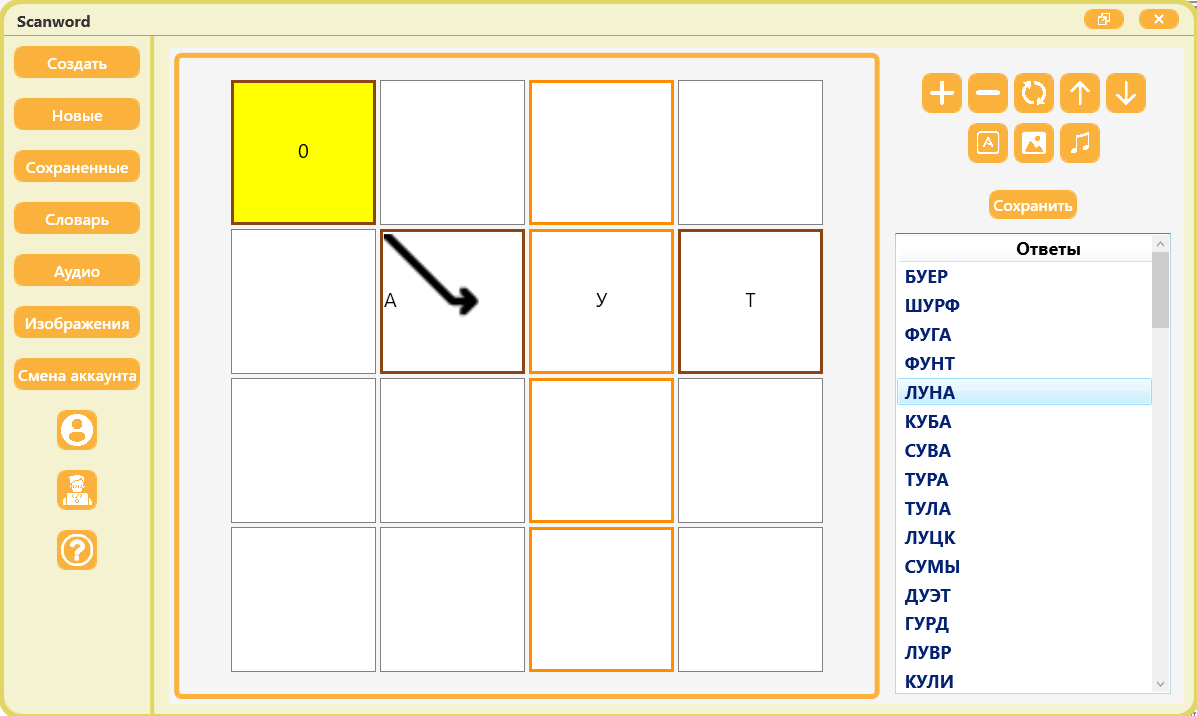 Scanword
Создать
Новые
Сохраненные
Словарь
Аудио
Изображения
Смена аккаунта
0
А
У
Т
A
Сохранить
Ответы
БУЕР
ШУРФ
ФУГА
ФУНТ
ЛУНА
КУБА
СУВА
ТУРА
ТУЛА
ЛУЦК
СУМЫ
ДУЭТ
ГУРД
ЛУВР
КУЛИ